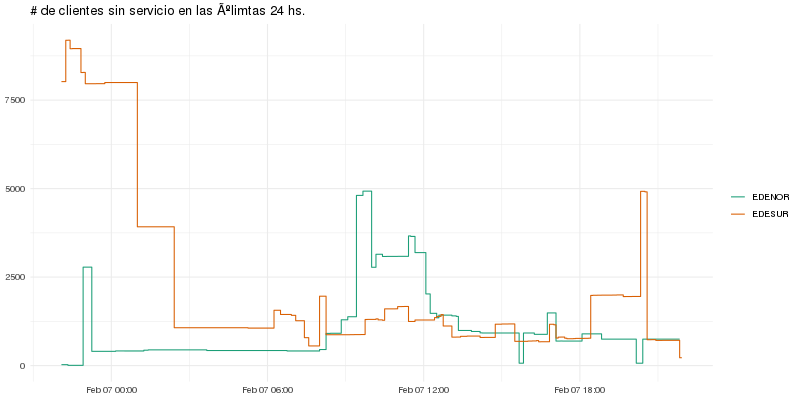 # de clientes sin servicio en las Ãºlimtas 24 hs.
7500
5000
2500
0
Feb 07 00:00
Feb 07 06:00
Feb 07 12:00
Feb 07 18:00
EDENOR
EDESUR